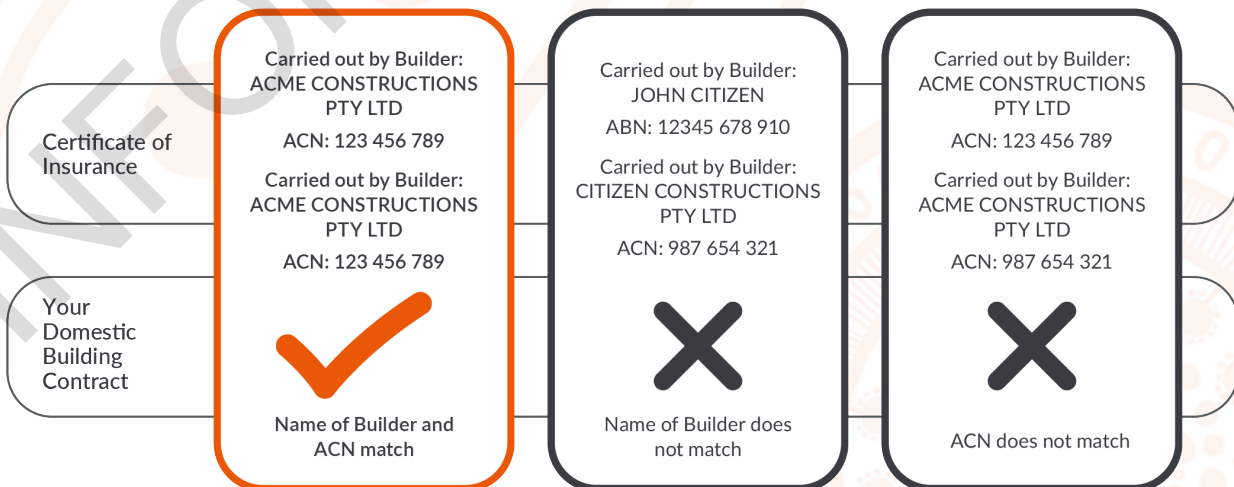 Certificate of
Insurance
Your
Domestic
Building
Contract
Carried out by Builder:
ACME CONSTRUCTIONS
PTY LTD
ACN: 123 456 789
Carried out by Builder:
ACME CONSTRUCTIONS
PTY LTD
ACN: 123 456 789
Name of Builder and
ACN match
Carried out by Builder:
JOHN CITIZEN
ABN: 12345 678 910
Carried out by Builder:
CITIZEN CONSTRUCTIONS
PTY LTD
ACN: 987 654 321
Name of Builder does
not match
Carried out by Builder:
ACME CONSTRUCTIONS
PTY LTD
ACN: 123 456 789
Carried out by Builder:
ACME CONSTRUCTIONS
PTY LTD
ACN: 987 654 321
ACN does not match
INFO